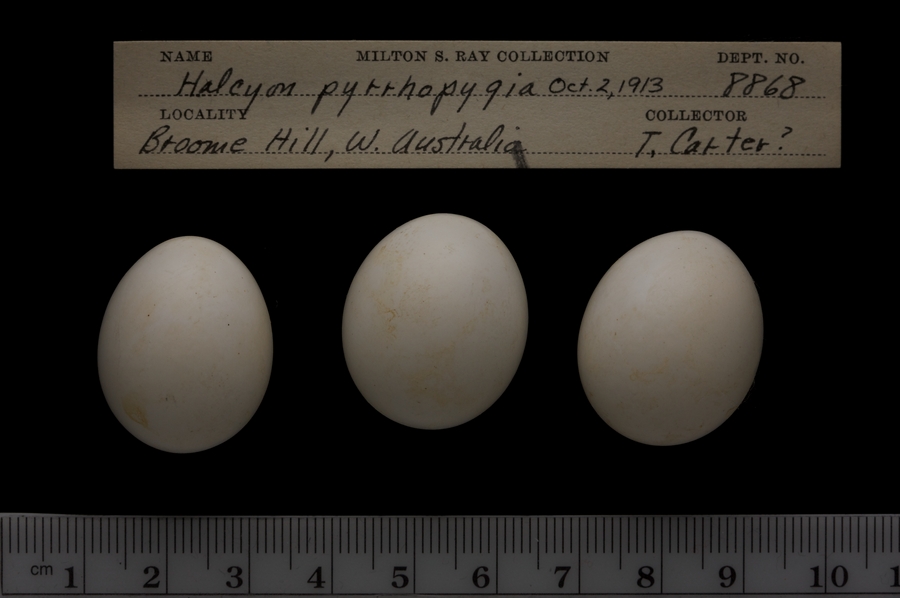 NAME MILTON S. RAY COLLECTION DEPT. NO.
Halcyon pyrrhopygia Oct. 2, 1913 8868
LOCALITY COLLECTOR
Broome Hill, W. Australia T. Carter?
cm 1 2 3 4 5 6 7 8 9 10 1